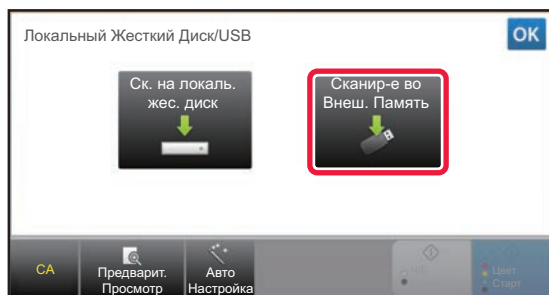 Локальный Жесткий Диск/USB
OK
Ск. на локаль.
жес. диск
Сканир-е во
Внеш. Память
CA
Предварит.
Просмотр
Авто
Настройка
Ч/Б
Цвет
Старт